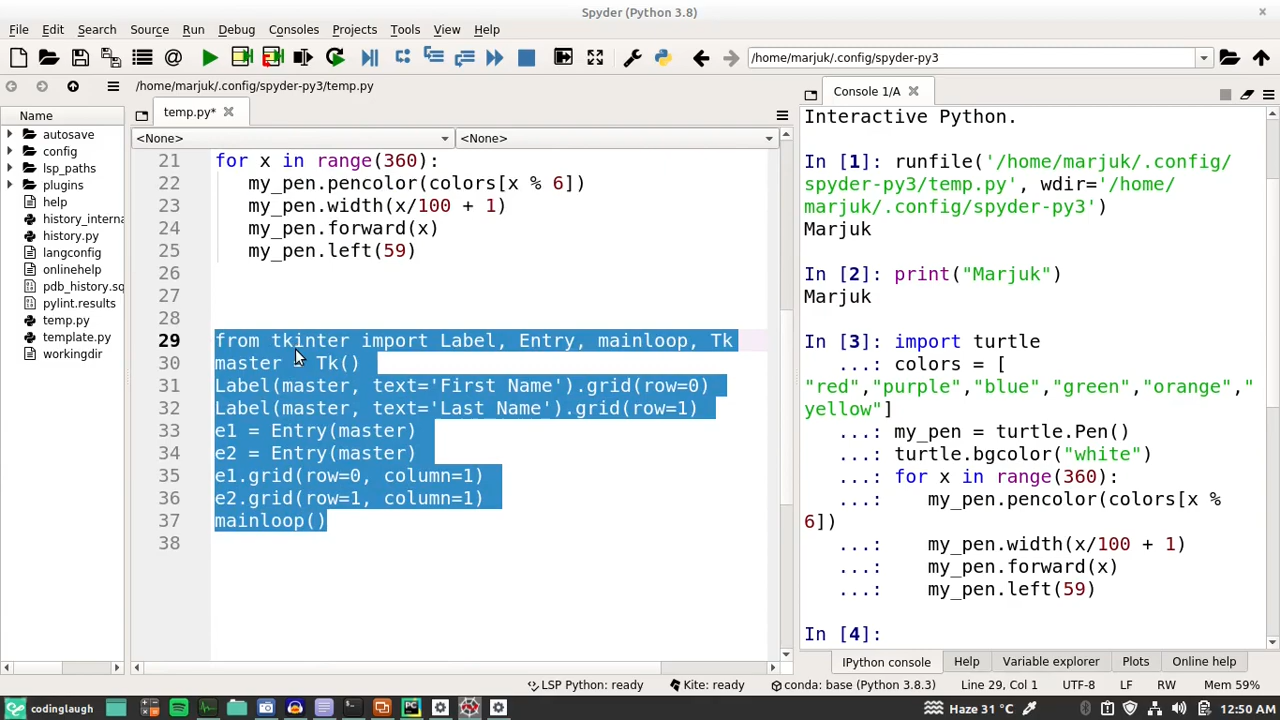 Spyder (Python 3.8)
File Edit Search Source Run Debug Consoles Projects Tools View Help
/home/marjuk/.config/spyder-py3
/home/marjuk/.config/spyder-py3/temp.py
Name
autosave
config
lsp_paths
plugins
help
history_interna
history.py
langconfig
onlinehelp
pdb_history.sq
pylint.results
temp.py
template.py
workingdir
temp.py*
<None> <None>
21 for x in range(360):
22 my_pen.pencolor(colors[x % 6])
23 my_pen.width(x/100 + 1)
24 my_pen.forward(x)
25 my_pen.left(59)
26
27
28
29 from tkinter import Label, Entry, mainloop, Tk
30 master = Tk()
31 Label(master, text='First Name').grid(row=0)
32 Label(master, text='Last Name').grid(row=1)
33 e1 = Entry(master)
34 e2 = Entry(master)
35 e1.grid(row=0, column=1)
36 e2.grid(row=1, column=1)
37 mainloop()
38
Console 1/A
Interactive Python.
In [1]: runfile('/home/marjuk/.config/
spyder-py3/temp.py', wdir='/home/
marjuk/.config/spyder-py3')
Marjuk
In [2]: print("Marjuk")
Marjuk
In [3]: import turtle
...: colors = [
"red","purple","blue","green","orange","
yellow"]
...: my_pen = turtle.Pen()
...: turtle.bgcolor("white")
...: for x in range(360):
...: my_pen.pencolor(colors[x %
6])
...: my_pen.width(x/100 + 1)
...: my_pen.forward(x)
...: my_pen.left(59)
In [4]:
IPython console Help Variable explorer Plots Online help
LSP Python: ready Kite: ready conda: base (Python 3.8.3) Line 29, Col 1 UTF-8 LF RW Mem 59%
codinglaugh Haze 31 °C 12:50 AM